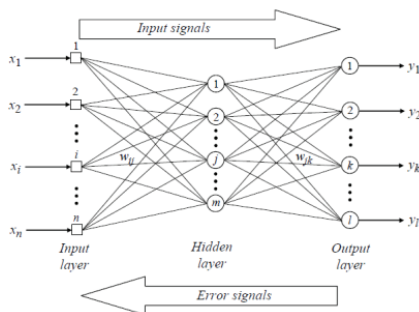 Input signals
1
x1 y1
1
2 1
x2 y2
2 2
i
xi wij j wjk k yk
n m
xn l yl
Input layer
Hidden layer
Output layer
Error signals